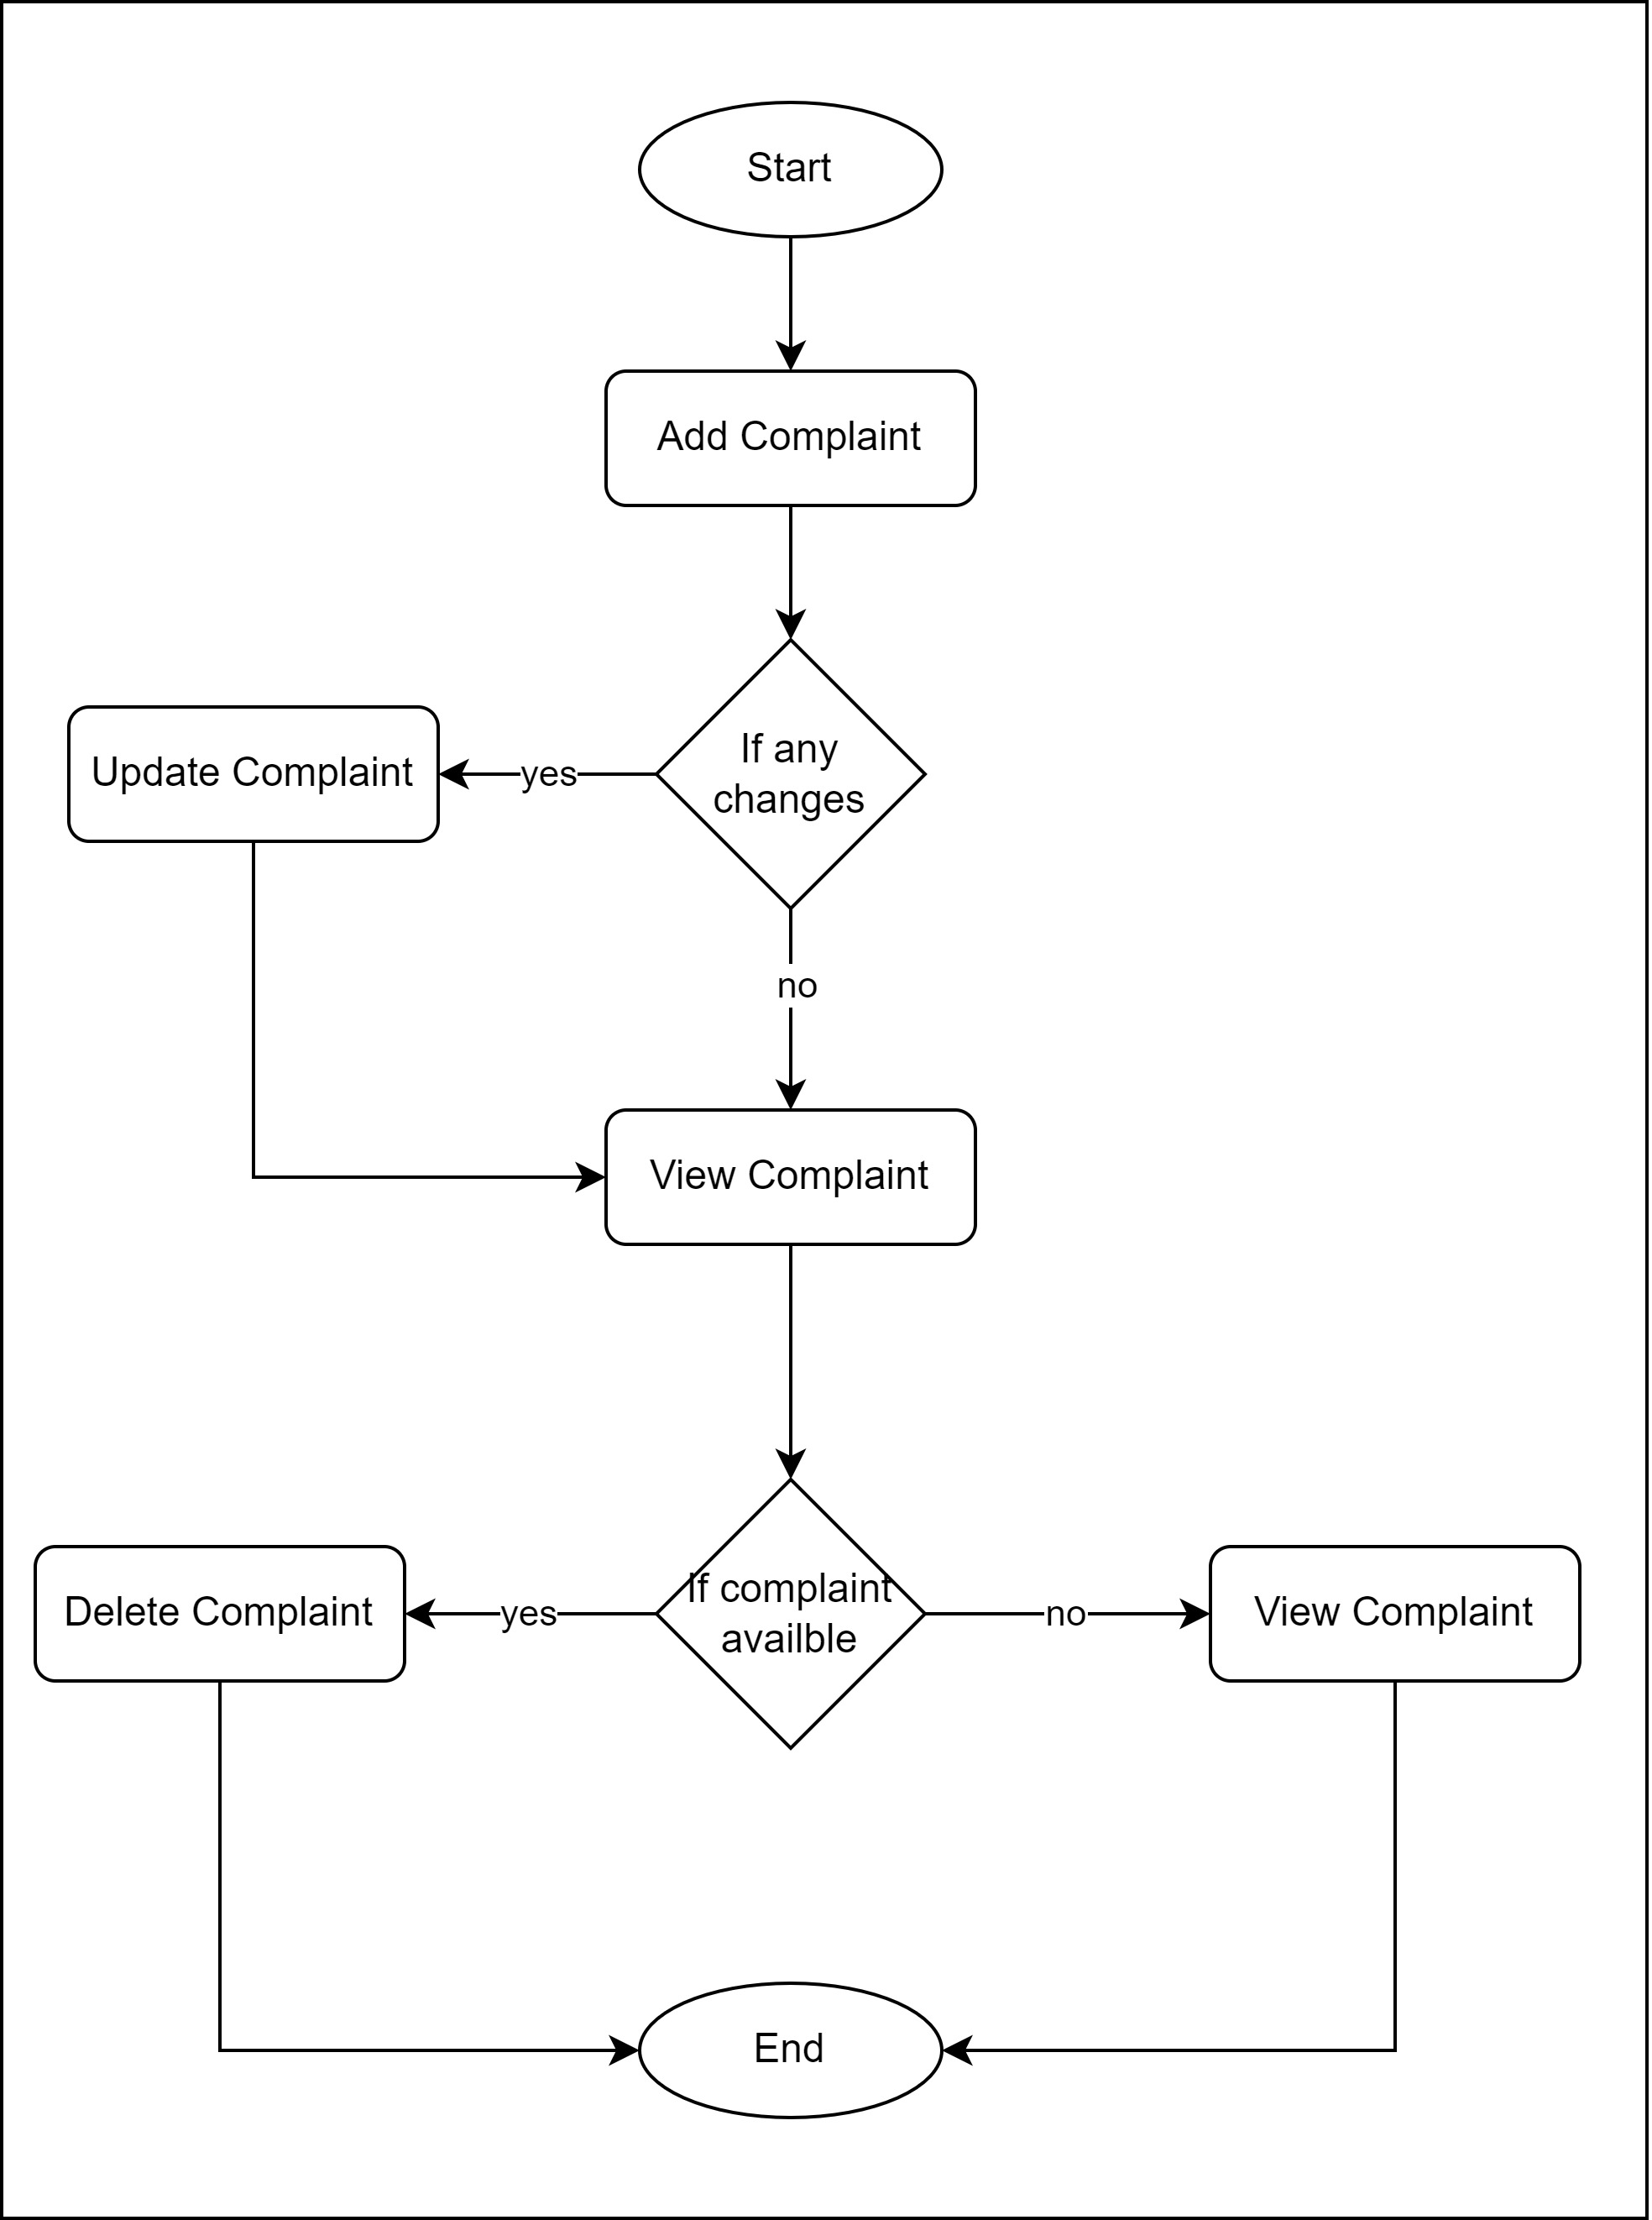 Start
Add Complaint
If any
changes
yes
Update Complaint
no
View Complaint
If complaint
availble
yes
Delete Complaint
no
View Complaint
End